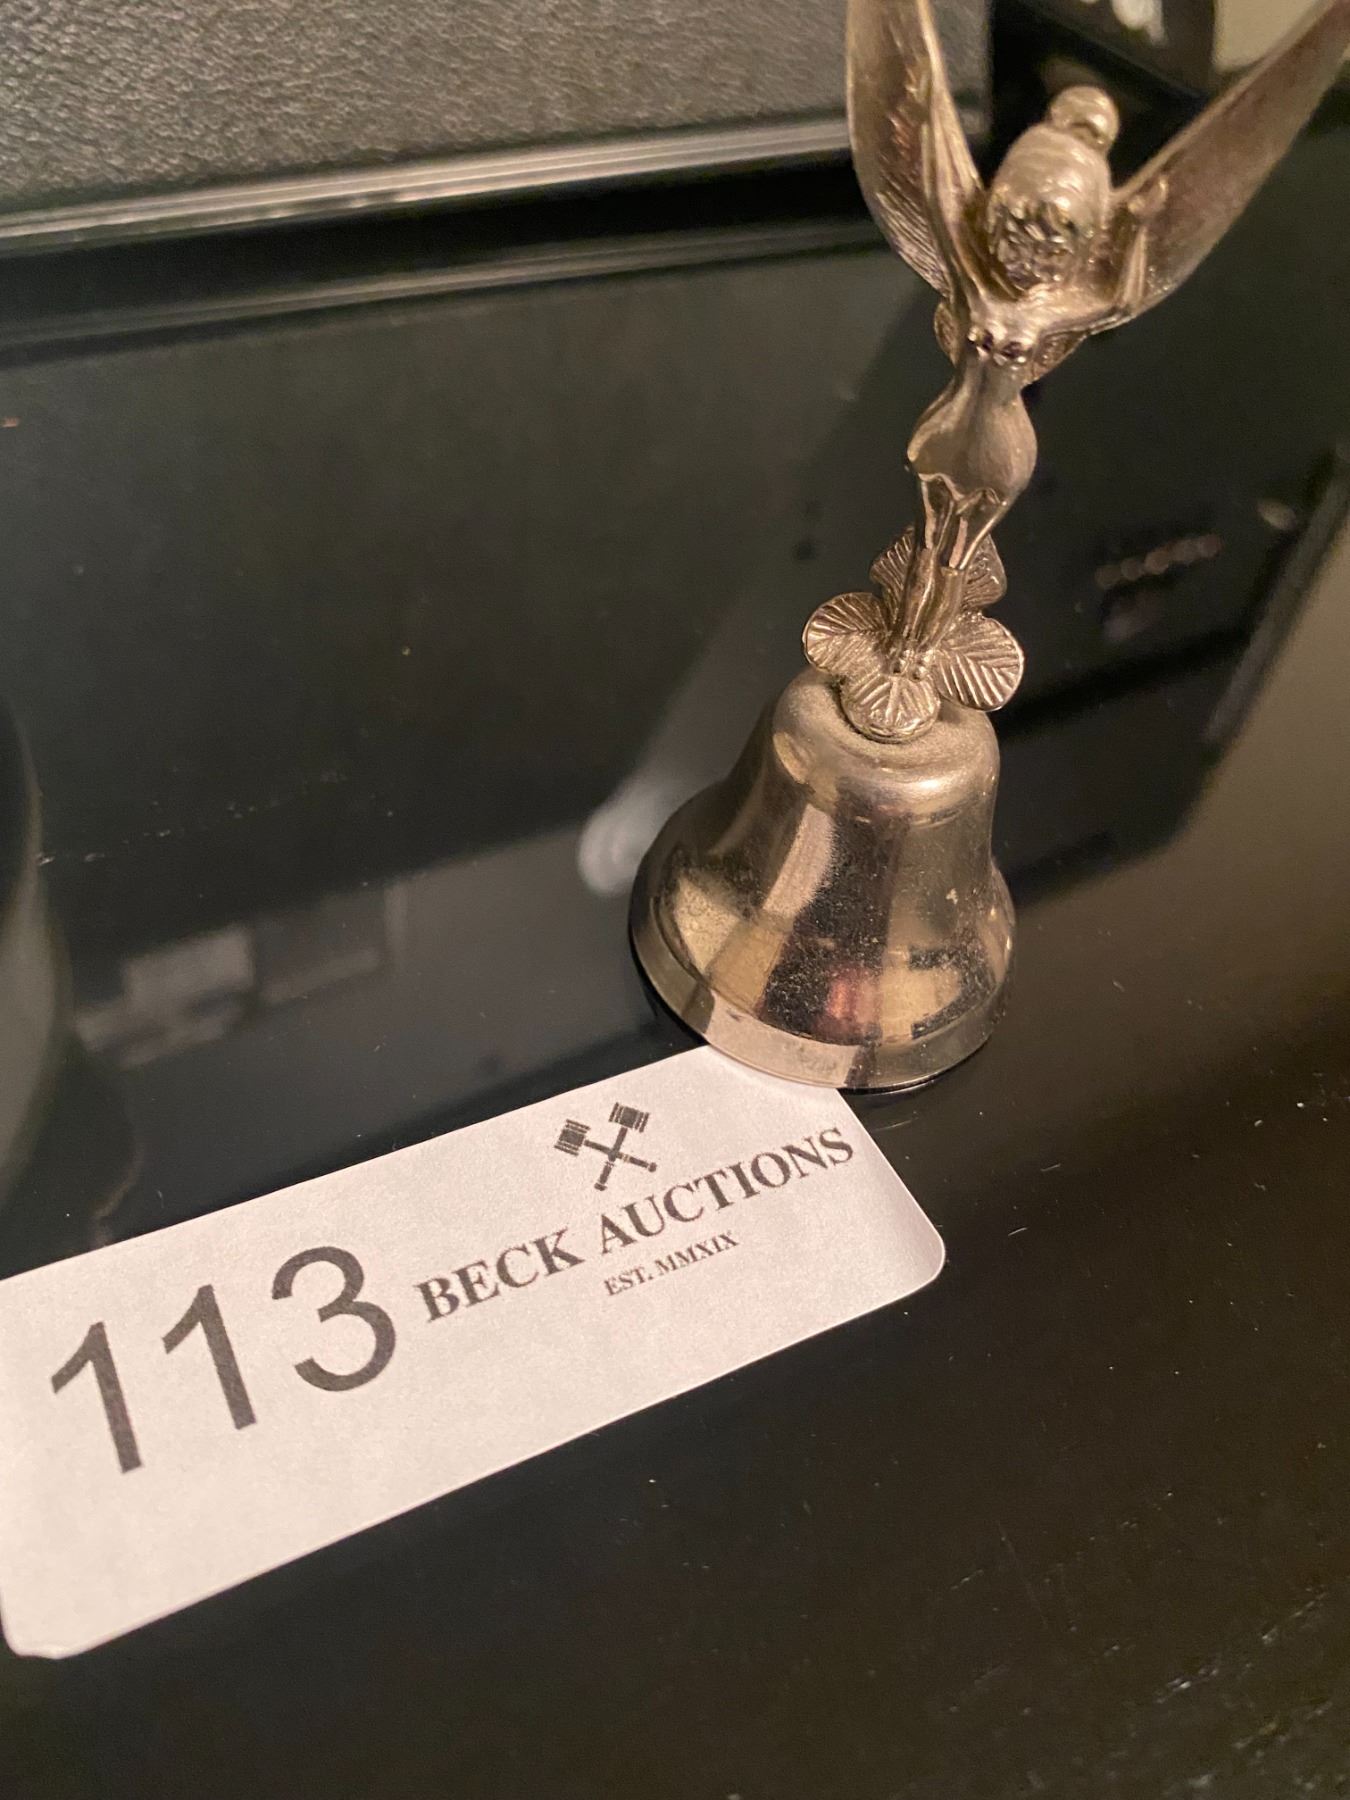 113
BECK AUCTIONS
EST. MMXIX